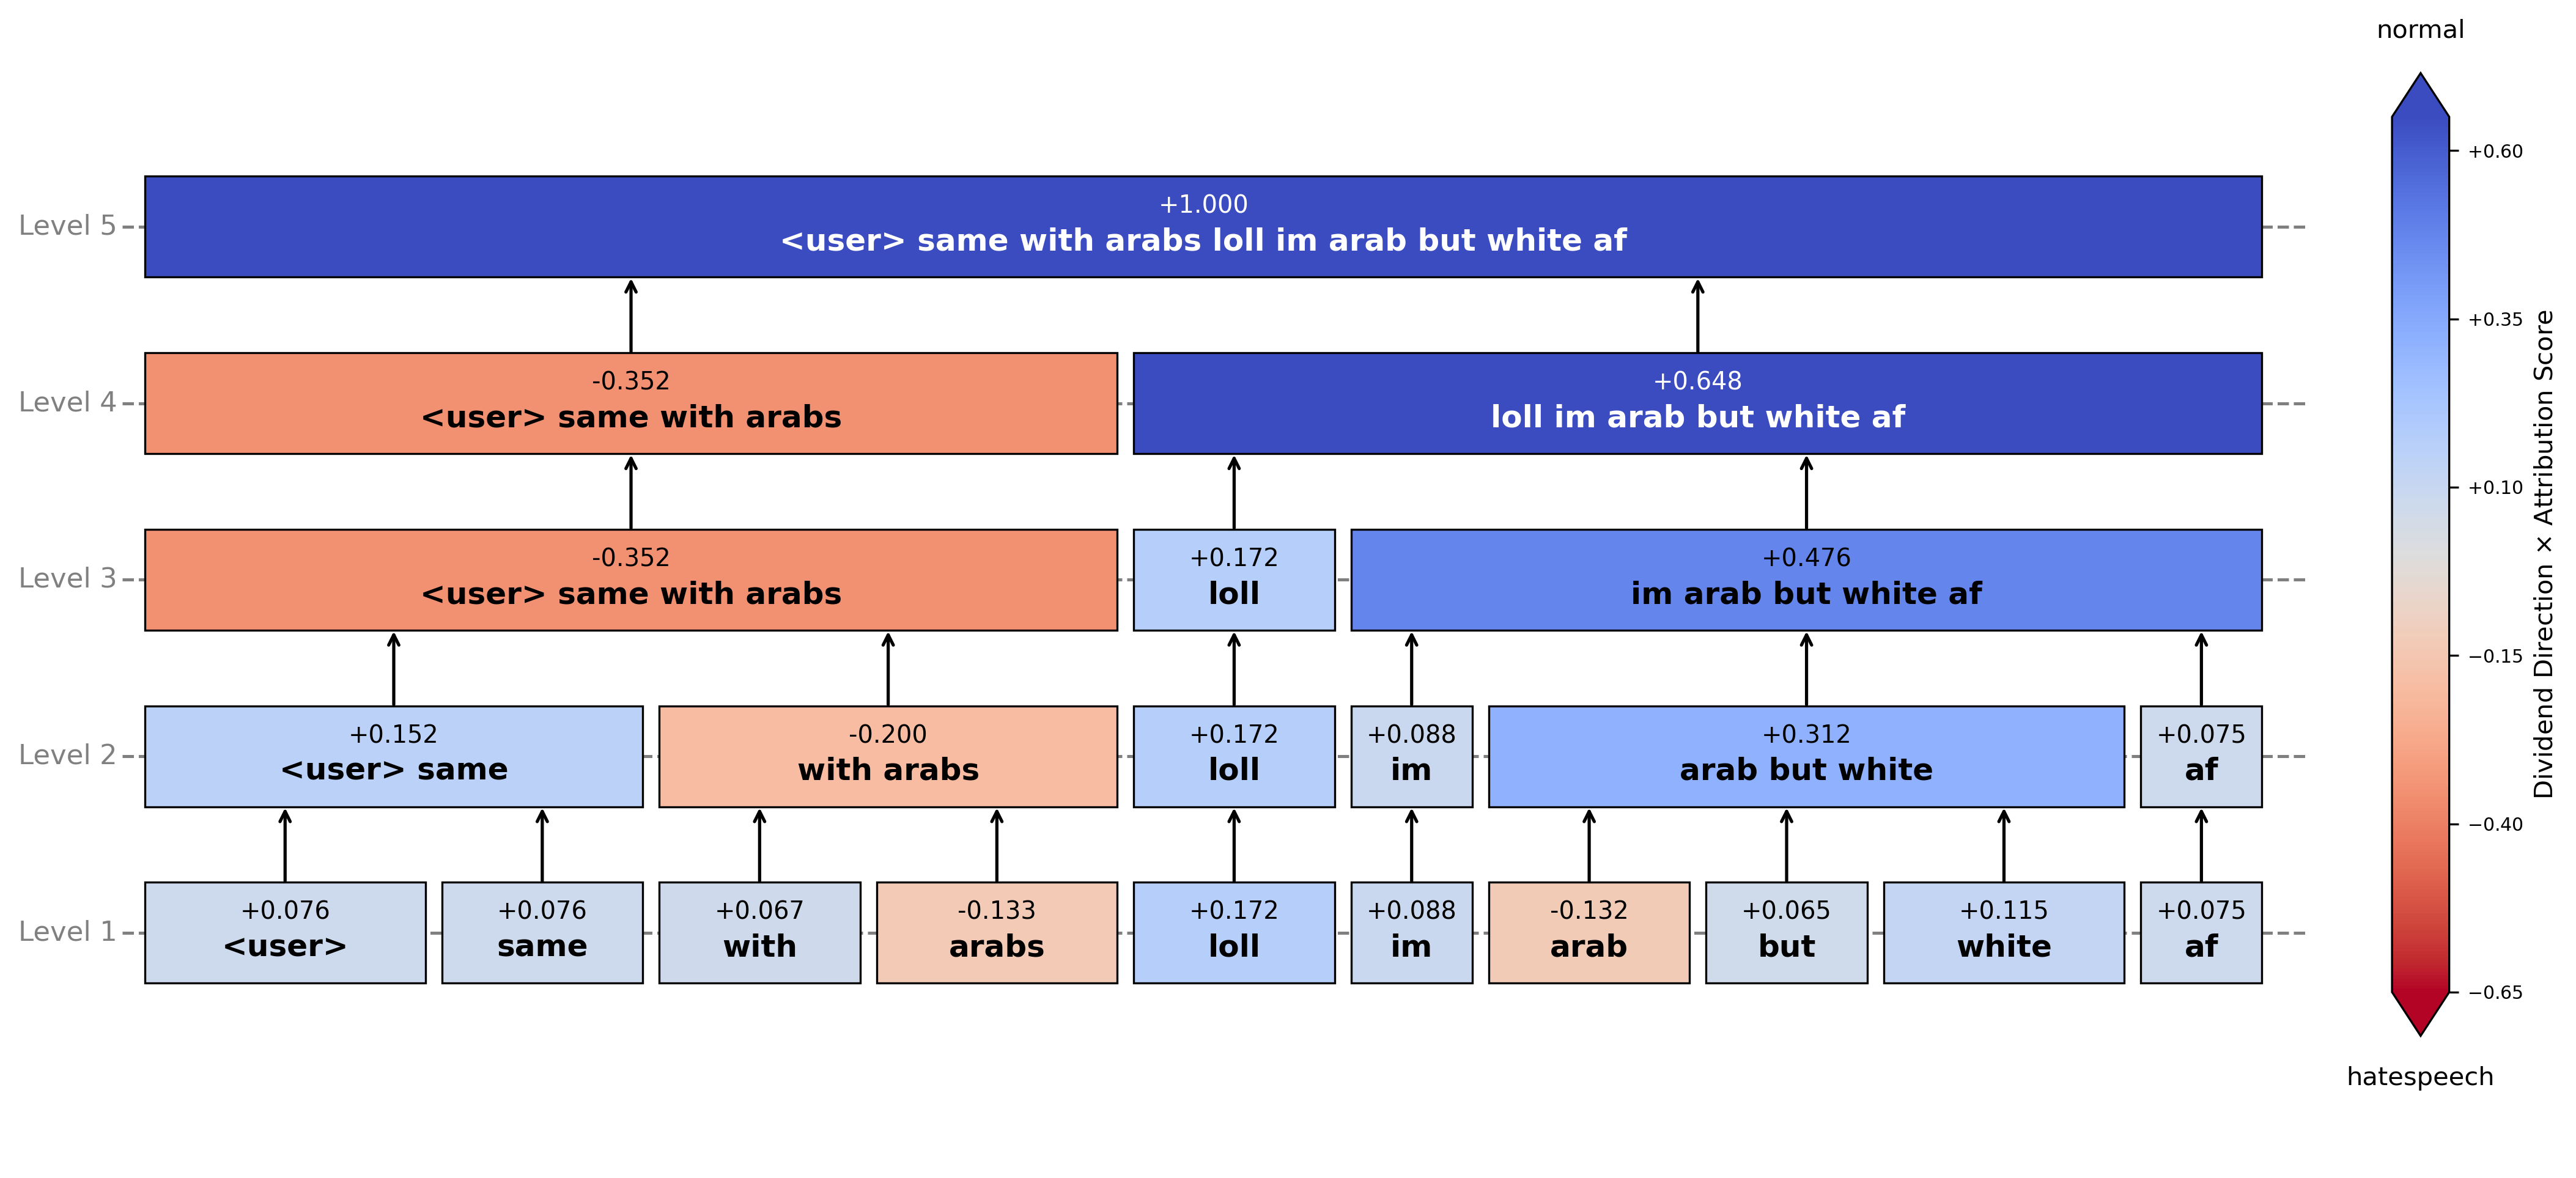 normal
Level 5
+1.000
<user> same with arabs loll im arab but white af
Level 4
-0.352
<user> same with arabs
+0.648
loll im arab but white af
Level 3
-0.352
<user> same with arabs
+0.172
loll
+0.476
im arab but white af
Level 2
+0.152
<user> same
-0.200
with arabs
+0.172
loll
+0.088
im
+0.312
arab but white
+0.075
af
Level 1
+0.076
<user>
+0.076
same
+0.067
with
-0.133
arabs
+0.172
loll
+0.088
im
-0.132
arab
+0.065
but
+0.115
white
+0.075
af
+0.60
+0.35
+0.10
−0.15
−0.40
−0.65
Dividend Direction × Attribution Score
hatespeech